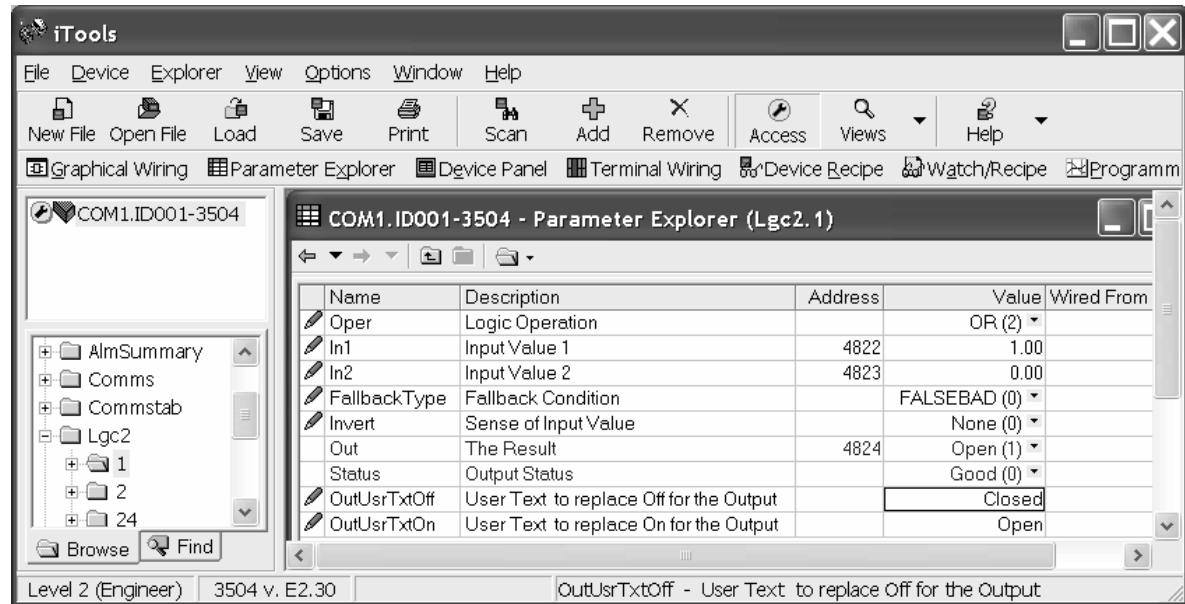 iTools
File Device Explorer View Options Window Help
New File Open File Load Save Print Scan Add Remove Access Views Help
Graphical Wiring Parameter Explorer Device Panel Terminal Wiring Device Recipe Watch/Recipe Programm
COM1.ID001-3504
COM1.ID001-3504 - Parameter Explorer (Lgc2.1)
Name Description Address Value Wired From
Oper Logic Operation OR (2)
In1 Input Value 1 4822 1.00
In2 Input Value 2 4823 0.00
FallbackType Fallback Condition FALSEBAD (0)
Invert Sense of Input Value None (0)
Out The Result 4824 Open (1)
Status Output Status Good (0)
OutUsrTxtOff User Text to replace Off for the Output Closed
OutUsrTxtOn User Text to replace On for the Output Open
AlmSummary
Comms
Commstab
Lgc2
1
2
24
Browse Find
Level 2 (Engineer) 3504 v. E2.30 OutUsrTxtOff - User Text to replace Off for the Output